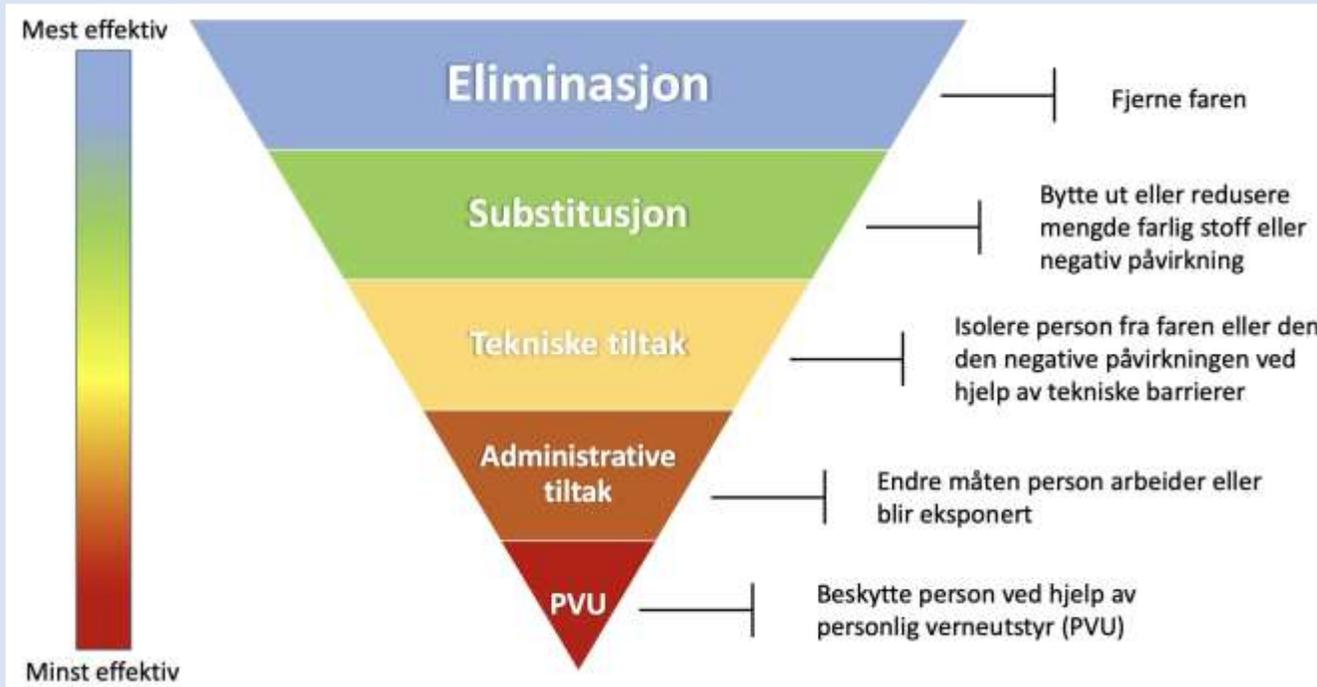 Mest effektiv
Eliminasjon
Fjerne faren
Substitusjon
Bytte ut eller redusere
mengde farlig stoff eller
negativ påvirkning
Tekniske tiltak
Isolere person fra faren eller den
den negative påvirkningen ved
hjelp av tekniske barrierer
Administrative
tiltak
Endre måten person arbeider eller
blir eksponert
PVU
Beskytte person ved hjelp av
personlig verneutstyr (PVU)
Minst effektiv